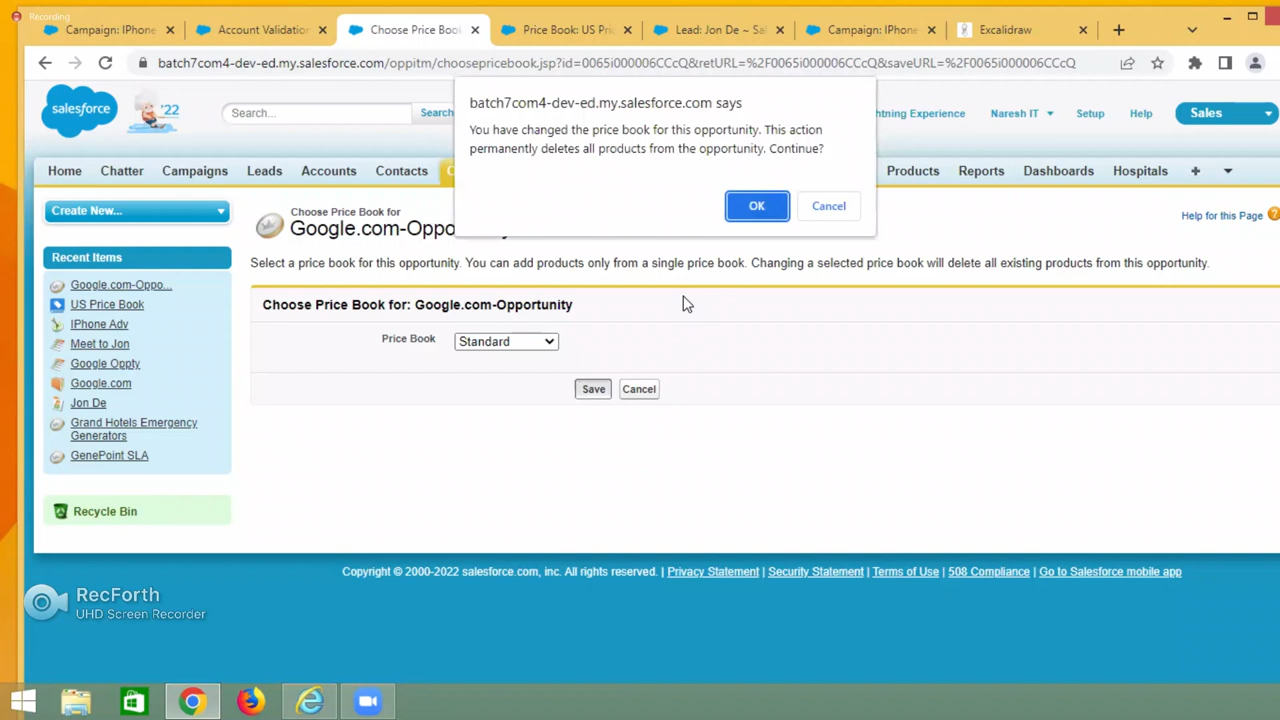 Recording
Campaign: IPhone
Account Validation
Choose Price Boo
Price Book: US Pri
Lead: Jon De ~ Sal
Campaign: IPhone
Excalidraw
batch7com4-dev-ed.my.salesforce.com/oppitm/choosepricebook.jsp?id=0065i000006CCcQ&retURL=%2F0065i000006CCcQ&saveURL=%2F0065i000006CCcQ
salesforce
'22
Search...
Search
htning Experience
Naresh IT
Setup
Help
Sales
batch7com4-dev-ed.my.salesforce.com says
You have changed the price book for this opportunity. This action
permanently deletes all products from the opportunity. Continue?
OK
Cancel
Home
Chatter
Campaigns
Leads
Accounts
Contacts
Products
Reports
Dashboards
Hospitals
Create New...
Choose Price Book for
Google.com-Oppo
Help for this Page
Recent Items
Select a price book for this opportunity. You can add products only from a single price book. Changing a selected price book will delete all existing products from this opportunity.
Google.com-Oppo...
US Price Book
IPhone Adv
Meet to Jon
Google Oppty
Google.com
Jon De
Grand Hotels Emergency
Generators
GenePoint SLA
Choose Price Book for: Google.com-Opportunity
Price Book
Standard
Save
Cancel
Recycle Bin
Copyright © 2000-2022 salesforce.com, inc. All rights reserved. | Privacy Statement | Security Statement | Terms of Use | 508 Compliance | Go to Salesforce mobile app
RecForth
UHD Screen Recorder